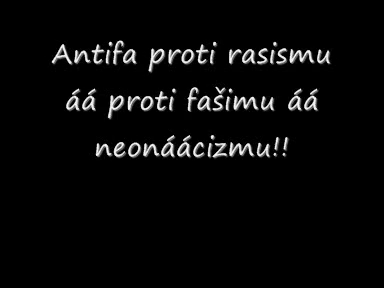 Antifa proti rasismu
áá proti fašimu áá
neonáácizmu!!